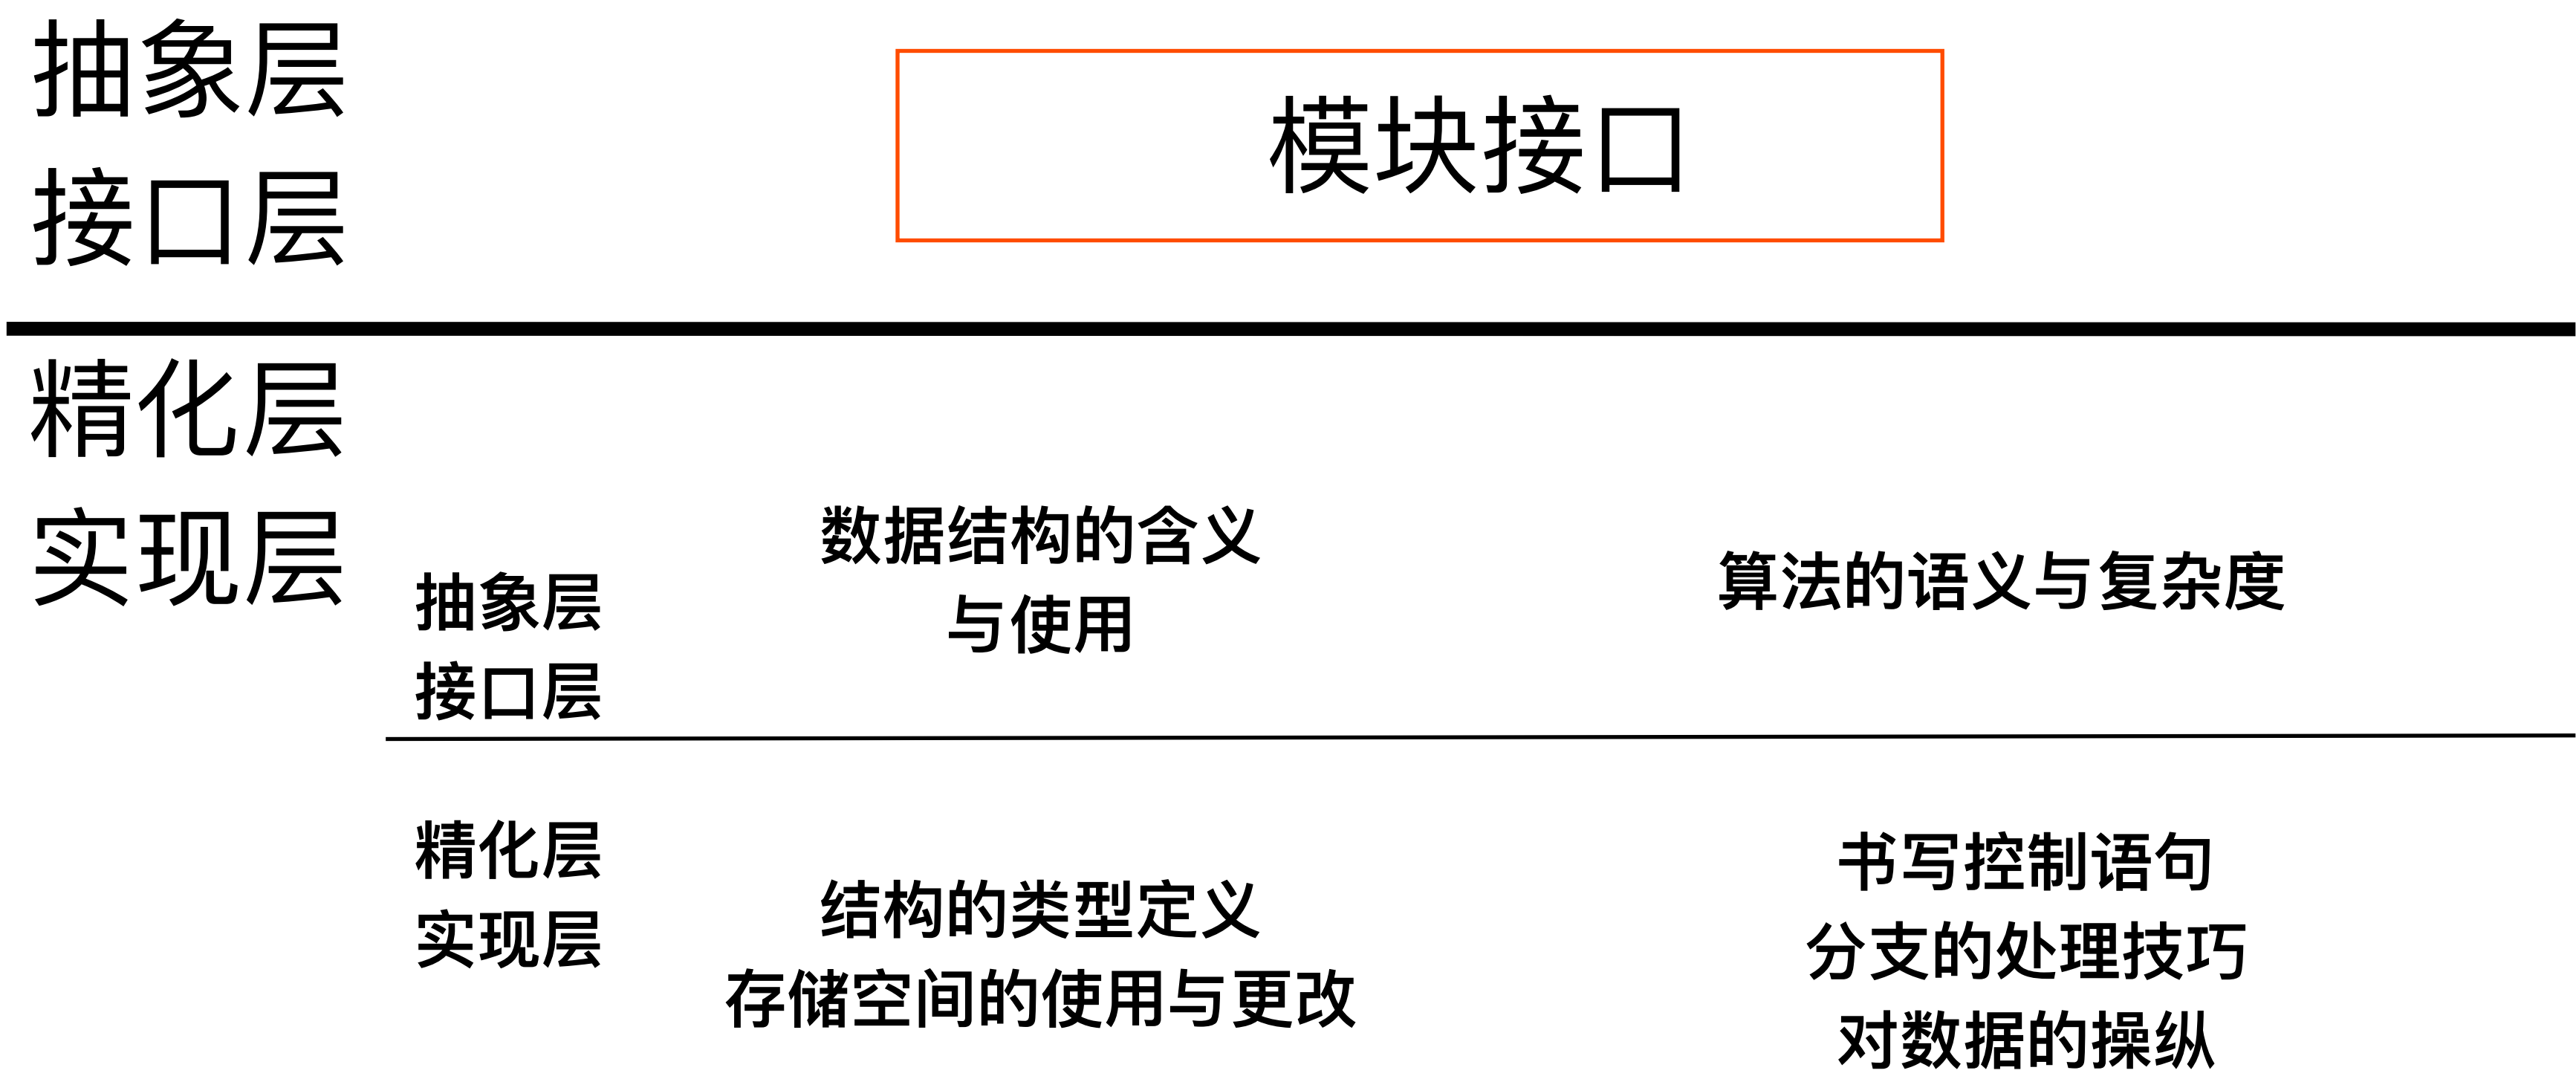 抽象层
接口层
模块接口
精化层
实现层
抽象层
接口层
数据结构的含义
与使用
算法的语义与复杂度
精化层
实现层
结构的类型定义
存储空间的使用与更改
书写控制语句
分支的处理技巧
对数据的操纵